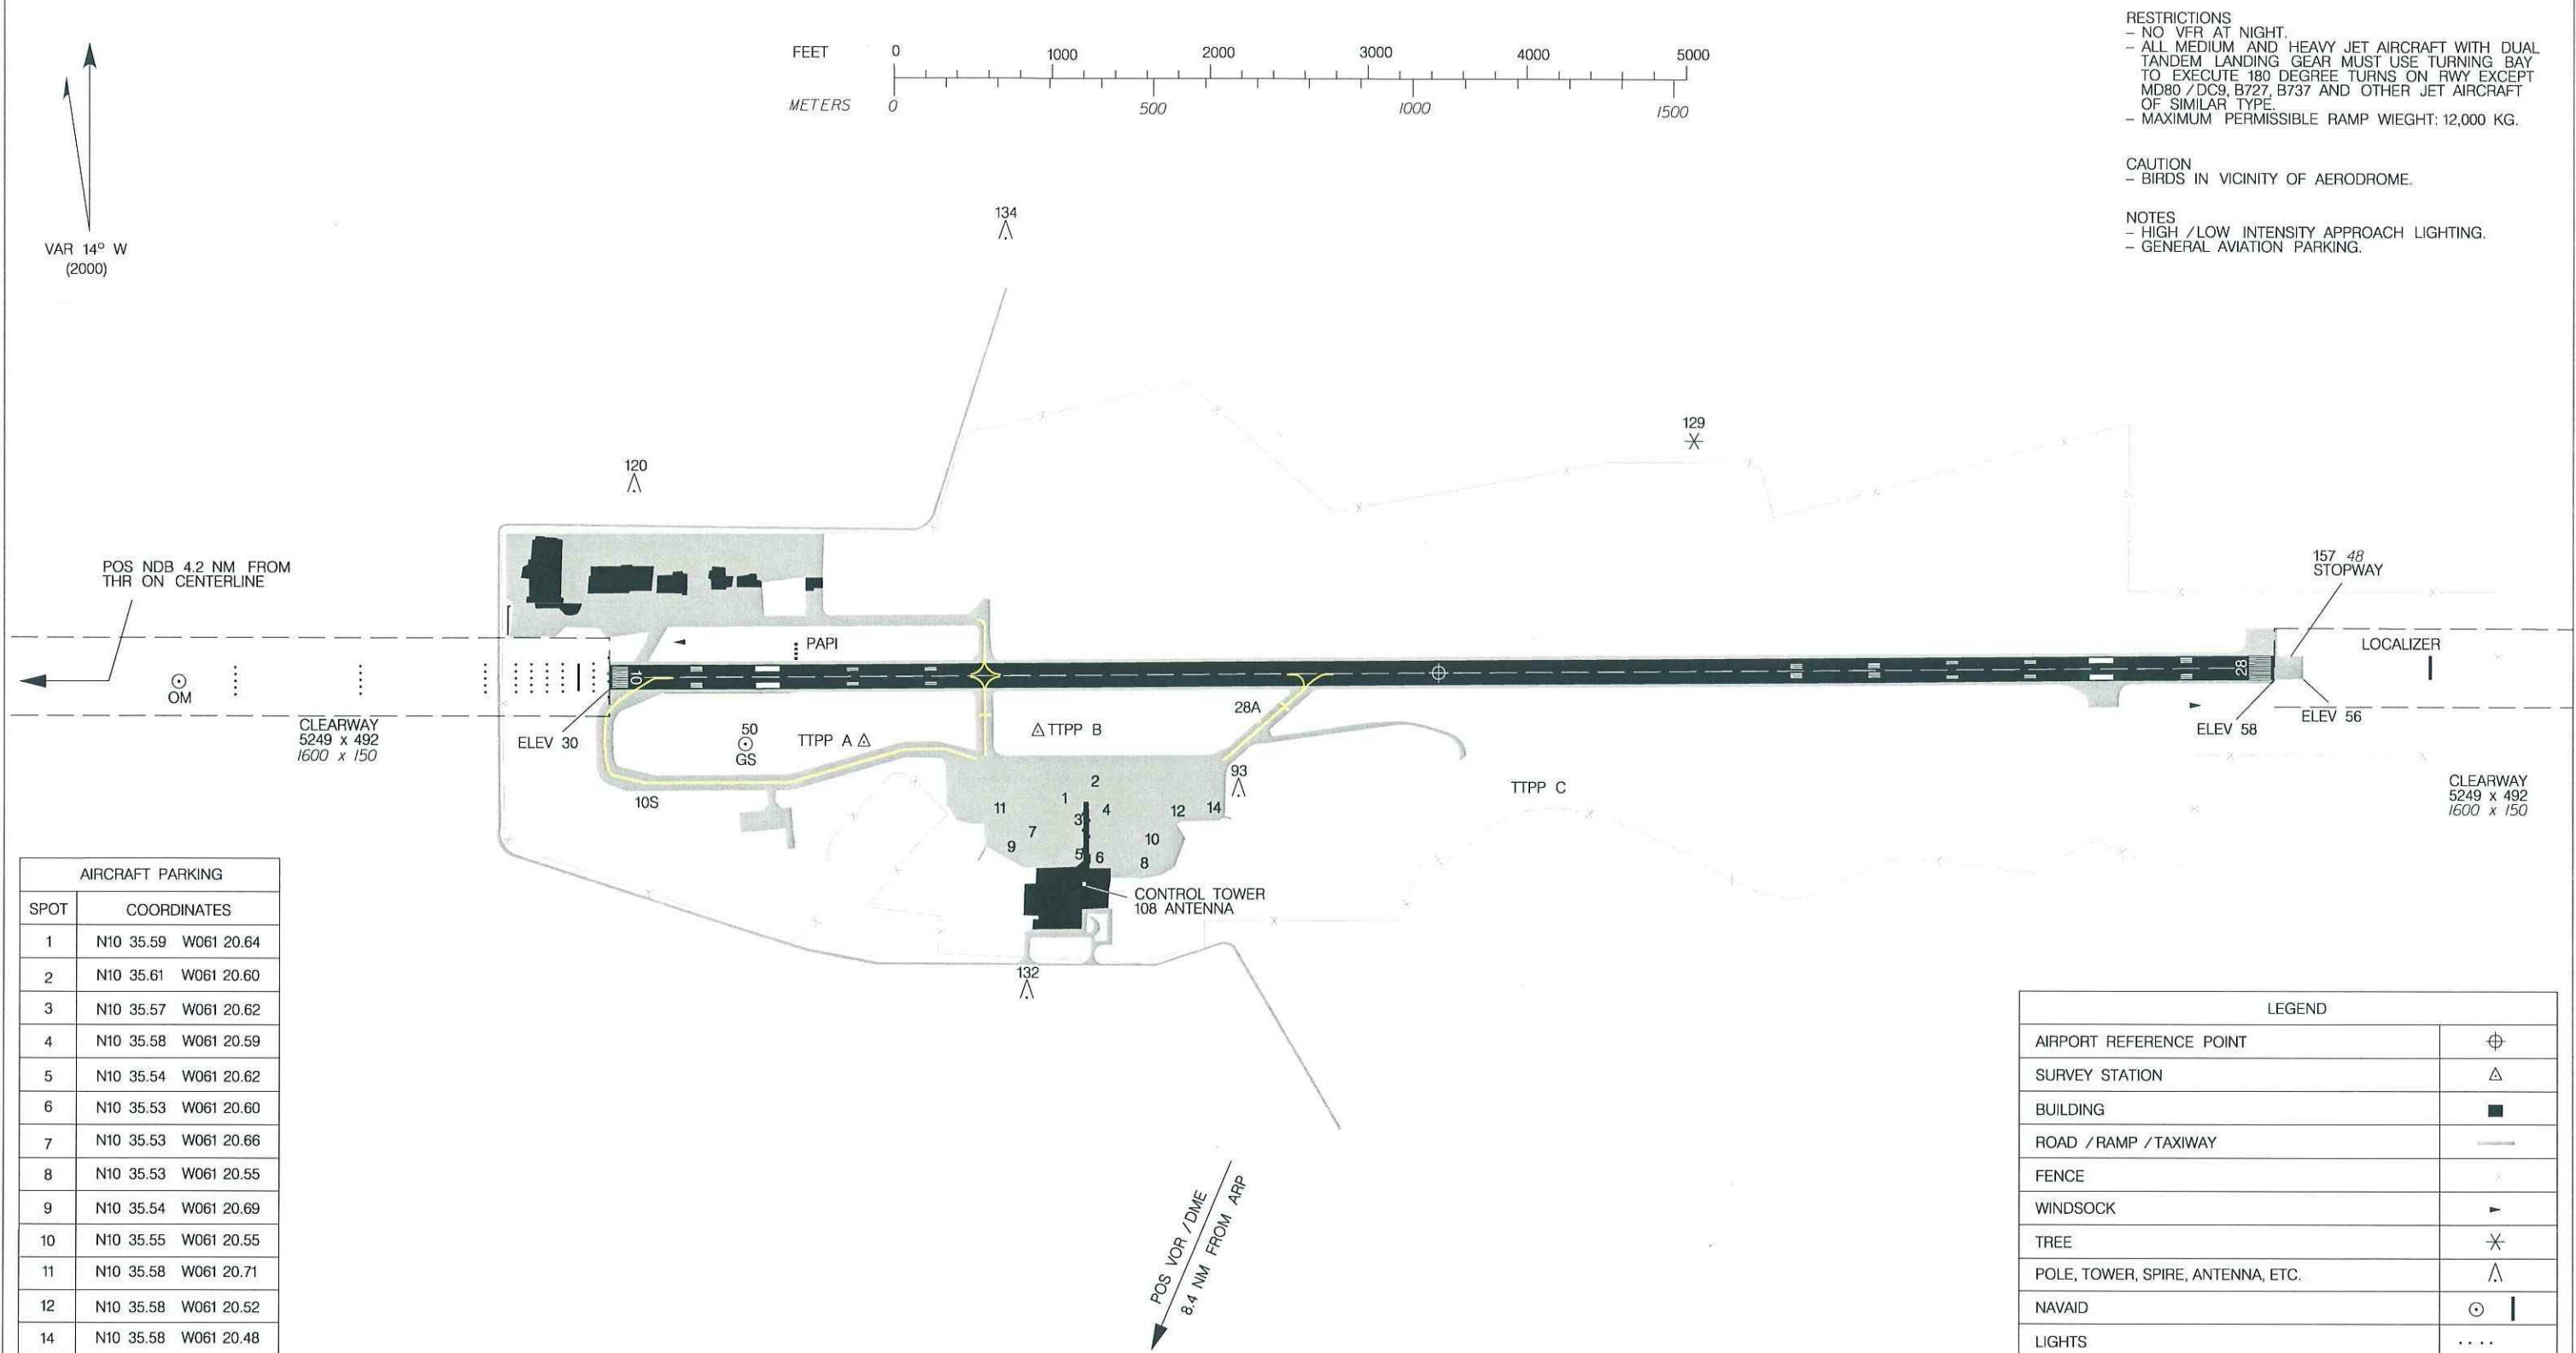 FEET 0 1000 2000 3000 4000 5000
METERS 0 500 1000 1500
RESTRICTIONS
- NO VFR AT NIGHT.
- ALL MEDIUM AND HEAVY JET AIRCRAFT WITH DUAL
TANDEM LANDING GEAR MUST USE TURNING BAY
TO EXECUTE 180 DEGREE TURNS ON RWY EXCEPT
MD80 / DC9, B727, B737 AND OTHER JET AIRCRAFT
OF SIMILAR TYPE.
- MAXIMUM PERMISSIBLE RAMP WIEGHT: 12,000 KG.
CAUTION
- BIRDS IN VICINITY OF AERODROME.
NOTES
- HIGH / LOW INTENSITY APPROACH LIGHTING.
- GENERAL AVIATION PARKING.
VAR 14° W
(2000)
134
129
120
POS NDB 4.2 NM FROM
THR ON CENTERLINE
157 48
STOPWAY
PAPI
LOCALIZER
10
28
OM
CLEARWAY
5249 x 492
1600 x 150
ELEV 30
50
GS
TTPP A
TTPP B
28A
ELEV 58
ELEV 56
10S
93
TTPP C
CLEARWAY
5249 x 492
1600 x 150
2
1
11
3
4
12
14
7
9
5
6
10
8
CONTROL TOWER
108 ANTENNA
132
POS VOR / DME
8.4 NM FROM ARP
AIRCRAFT PARKING
SPOT COORDINATES
1 N10 35.59 W061 20.64
2 N10 35.61 W061 20.60
3 N10 35.57 W061 20.62
4 N10 35.58 W061 20.59
5 N10 35.54 W061 20.62
6 N10 35.53 W061 20.60
7 N10 35.53 W061 20.66
8 N10 35.53 W061 20.55
9 N10 35.54 W061 20.69
10 N10 35.55 W061 20.55
11 N10 35.58 W061 20.71
12 N10 35.58 W061 20.52
14 N10 35.58 W061 20.48
LEGEND
AIRPORT REFERENCE POINT
SURVEY STATION
BUILDING
ROAD / RAMP / TAXIWAY
FENCE
WINDSOCK
TREE
POLE, TOWER, SPIRE, ANTENNA, ETC.
NAVAID
LIGHTS